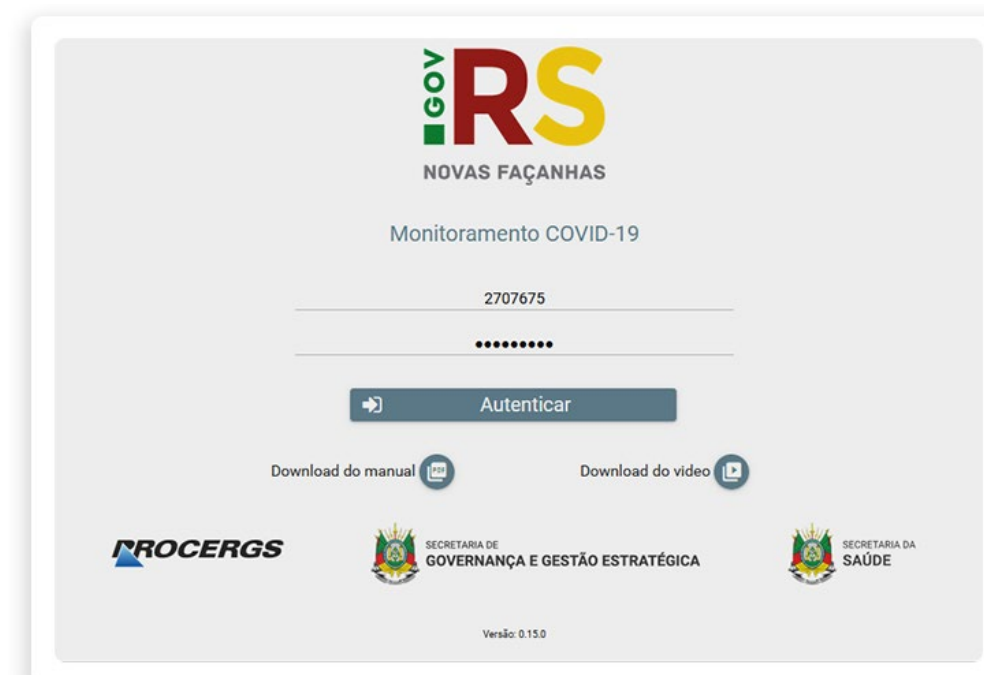 GOV
RS
NOVAS FAÇANHAS
Monitoramento COVID-19
2707675
•••••••••
Autenticar
Download do manual PDF
Download do video
PROCERGS
SECRETARIA DE
GOVERNANÇA E GESTÃO ESTRATÉGICA
SECRETARIA DA
SAÚDE
Versão: 0.15.0